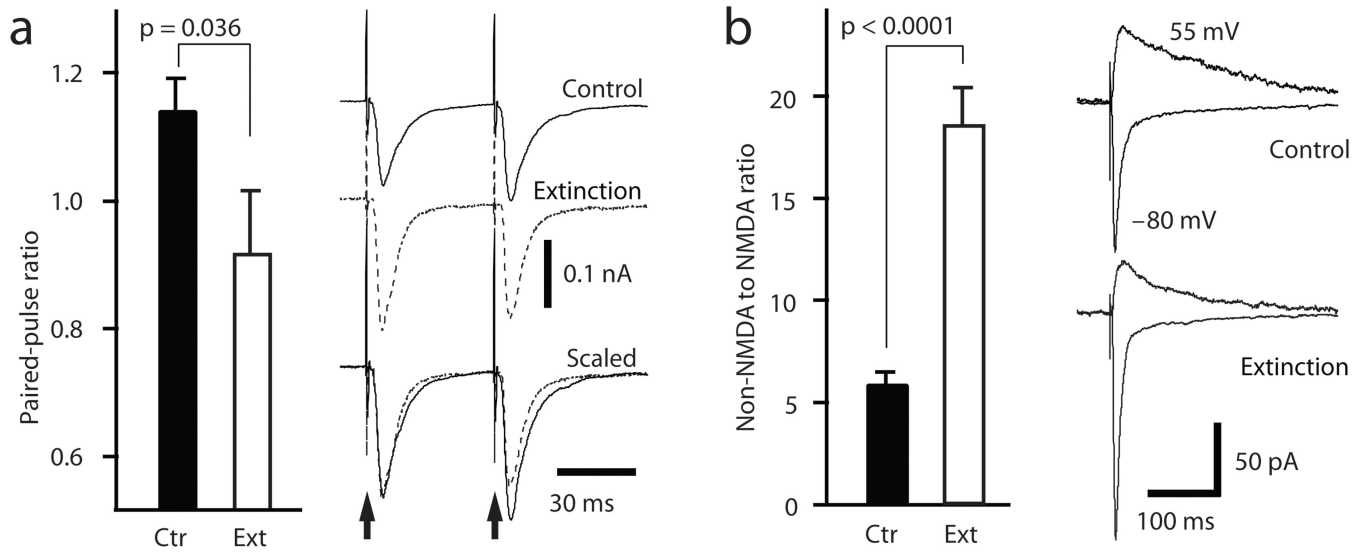 a
p = 0.036
1.2
1.0
0.8
0.6
Paired-pulse ratio
Ctr
Ext
Control
Extinction
0.1 nA
Scaled
30 ms
b
p < 0.0001
20
15
10
5
0
Non-NMDA to NMDA ratio
Ctr
Ext
55 mV
Control
−80 mV
Extinction
50 pA
100 ms